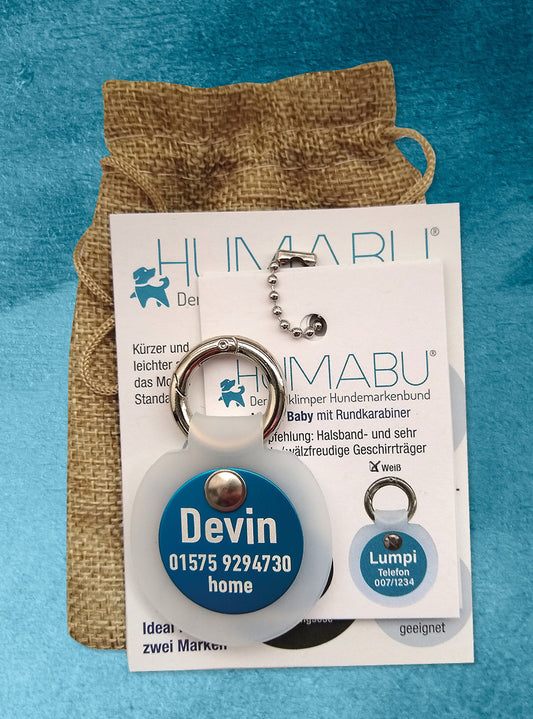 HUMABU®
Der
Kürzer und
leichter
das Mo
Standa
HUMABU®
Der klimper Hundemarkenbund
Baby mit Rundkarabiner
pfehlung: Halsband- und sehr
wälzfreudige Geschirrträger
Weiß
Lumpi
Telefon
007/1234
Devin
01575 9294730
home
Ideal
zwei Marken
geeignet